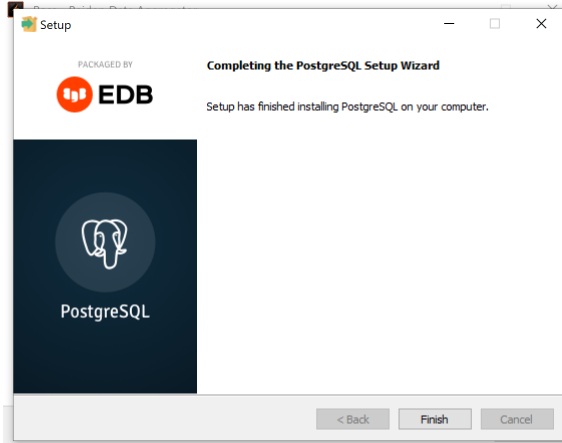 Setup
PACKAGED BY
EDB
Completing the PostgreSQL Setup Wizard
Setup has finished installing PostgreSQL on your computer.
PostgreSQL
< Back
Finish
Cancel